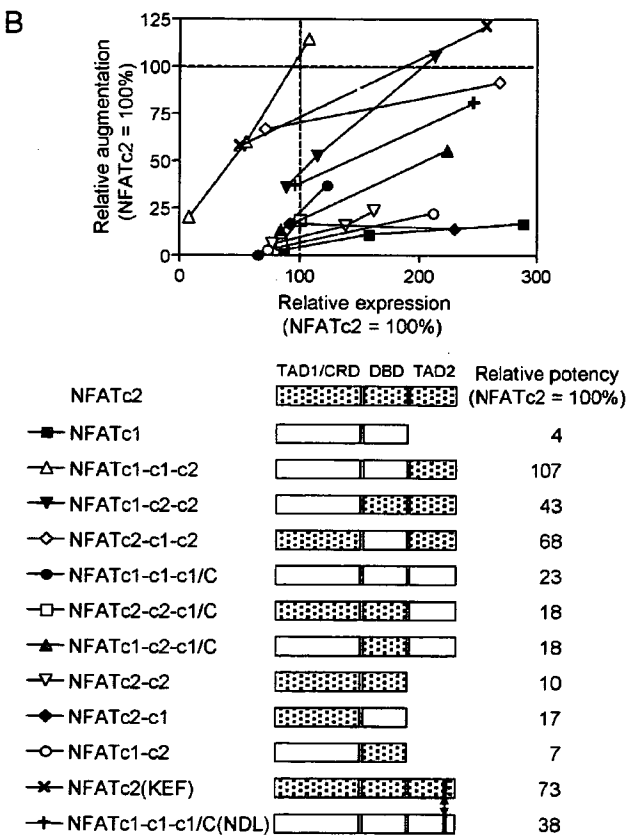 B
125
100
75
50
25
0
Relative augmentation
(NFATc2 = 100%)
0 100 200 300
Relative expression
(NFATc2 = 100%)
TAD1/CRD DBD TAD2 Relative potency
NFATc2 (NFATc2 = 100%)
NFATc1 4
NFATc1-c1-c2 107
NFATc1-c2-c2 43
NFATc2-c1-c2 68
NFATc1-c1-c1/C 23
NFATc2-c2-c1/C 18
NFATc1-c2-c1/C 18
NFATc2-c2 10
NFATc2-c1 17
NFATc1-c2 7
NFATc2(KEF) 73
NFATc1-c1-c1/C(NDL) 38